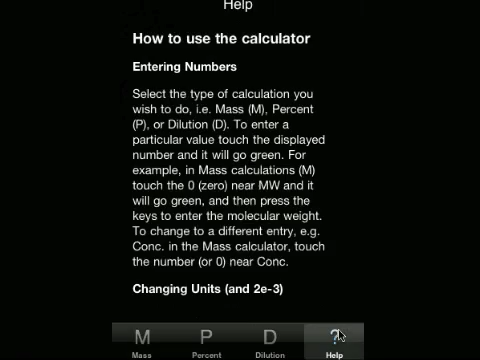 Help
How to use the calculator
Entering Numbers
Select the type of calculation you
wish to do, i.e. Mass (M), Percent
(P), or Dilution (D). To enter a
particular value touch the displayed
number and it will go green. For
example, in Mass calculations (M)
touch the 0 (zero) near MW and it
will go green, and then press the
keys to enter the molecular weight.
To change to a different entry, e.g.
Conc. in the Mass calculator, touch
the number (or 0) near Conc.
Changing Units (and 2e-3)
M P D ?
Mass Percent Dilution Help